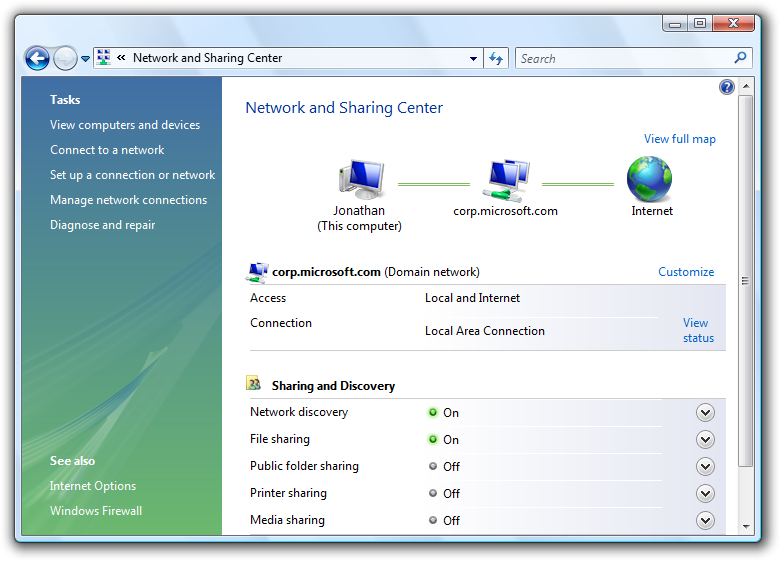 « Network and Sharing Center
Search
Tasks
View computers and devices
Connect to a network
Set up a connection or network
Manage network connections
Diagnose and repair
See also
Internet Options
Windows Firewall
Network and Sharing Center
View full map
Jonathan
(This computer)
corp.microsoft.com
Internet
corp.microsoft.com (Domain network)
Customize
Access Local and Internet
Connection Local Area Connection
View
status
Sharing and Discovery
Network discovery On
File sharing On
Public folder sharing Off
Printer sharing Off
Media sharing Off